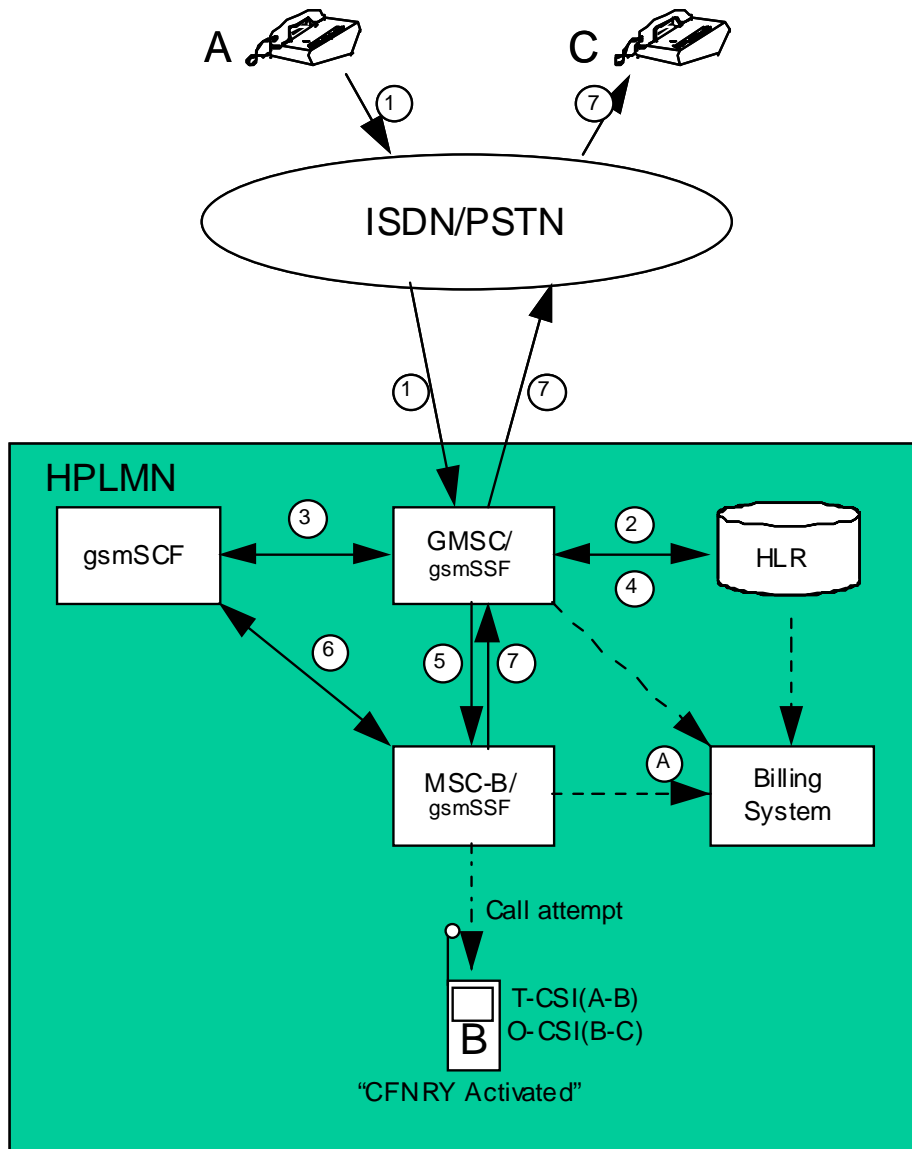 A
C
1
7
ISDN/PSTN
1
7
HPLMN
gsmSCF
3
GMSC/
gsmSSF
2
4
HLR
6
5
7
MSC-B/
gsmSSF
A
Billing
System
Call attempt
B
T-CSI(A-B)
O-CSI(B-C)
“CFNRY Activated”